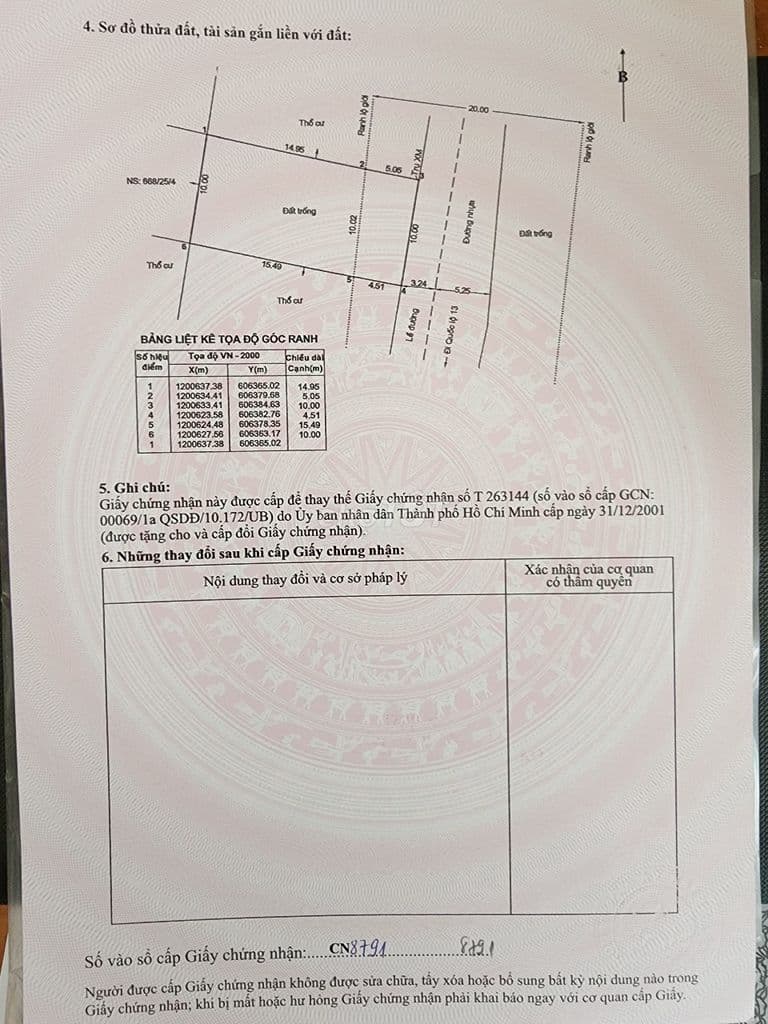 4. Sơ đồ thửa đất, tài sản gắn liền với đất:
B
20.00
Ranh lộ giới
Ranh lộ giới
Thổ cư
1
14.95
2
5.05
Trụ XM
3
NS: 668/25/4
10.00
Đất trống
10.02
10.00
Đường nhựa
Đất trống
6
Thổ cư
15.49
5
4.51
4
3.24
5.25
Thổ cư
Lề đường
Đi Quốc lộ 13
BẢNG LIỆT KÊ TỌA ĐỘ GÓC RANH
Số hiệu điểm Tọa độ VN - 2000 Chiều dài Cạnh(m)
X(m) Y(m)
1 1200637.38 606365.02 14.95
2 1200634.41 606379.68 5.05
3 1200633.41 606384.63 10.00
4 1200623.58 606382.76 4.51
5 1200624.48 606378.35 15.49
6 1200627.56 606363.17 10.00
1 1200637.38 606365.02
5. Ghi chú:
Giấy chứng nhận này được cấp để thay thế Giấy chứng nhận số T 263144 (số vào sổ cấp GCN:
00069/1a QSDĐ/10.172/UB) do Ủy ban nhân dân Thành phố Hồ Chí Minh cấp ngày 31/12/2001
(được tặng cho và cấp đổi Giấy chứng nhận).
6. Những thay đổi sau khi cấp Giấy chứng nhận:
Nội dung thay đổi và cơ sở pháp lý
Xác nhận của cơ quan
có thẩm quyền
Số vào sổ cấp Giấy chứng nhận:......CN8791..................8791
Người được cấp Giấy chứng nhận không được sửa chữa, tẩy xóa hoặc bổ sung bất kỳ nội dung nào trong
Giấy chứng nhận; khi bị mất hoặc hư hỏng Giấy chứng nhận phải khai báo ngay với cơ quan cấp Giấy.